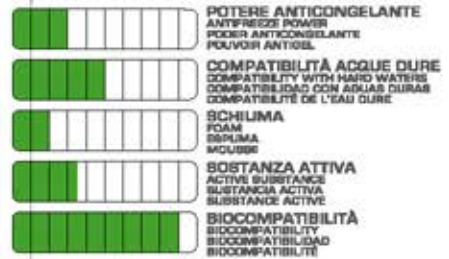 POTERE ANTICONGELANTE
ANTIFREEZE POWER
PODER ANTICONGELANTE
POUVOIR ANTIGEL
COMPATIBILITÀ ACQUE DURE
COMPATIBILITY WITH HARD WATERS
COMPATIBILIDAD CON AGUAS DURAS
COMPATIBILITÉ DE L'EAU DURE
SCHIUMA
FOAM
ESPUMA
MOUSSE
SOSTANZA ATTIVA
ACTIVE SUBSTANCE
SUSTANCIA ACTIVA
SUBSTANCE ACTIVE
BIOCOMPATIBILITÀ
BIOCOMPATIBILITY
BIOCOMPATIBILIDAD
BIOCOMPATIBILITÉ